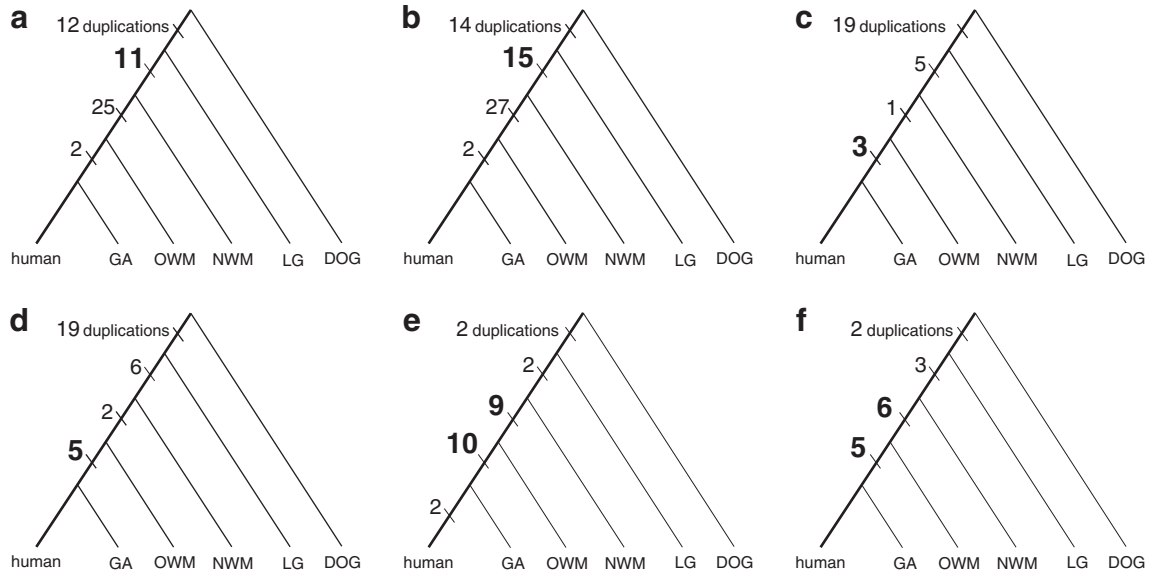 a
12 duplications
11
25
2
human GA OWM NWM LG DOG
b
14 duplications
15
27
2
human GA OWM NWM LG DOG
c
19 duplications
5
1
3
human GA OWM NWM LG DOG
d
19 duplications
6
2
5
human GA OWM NWM LG DOG
e
2 duplications
2
9
10
2
human GA OWM NWM LG DOG
f
2 duplications
3
6
5
human GA OWM NWM LG DOG